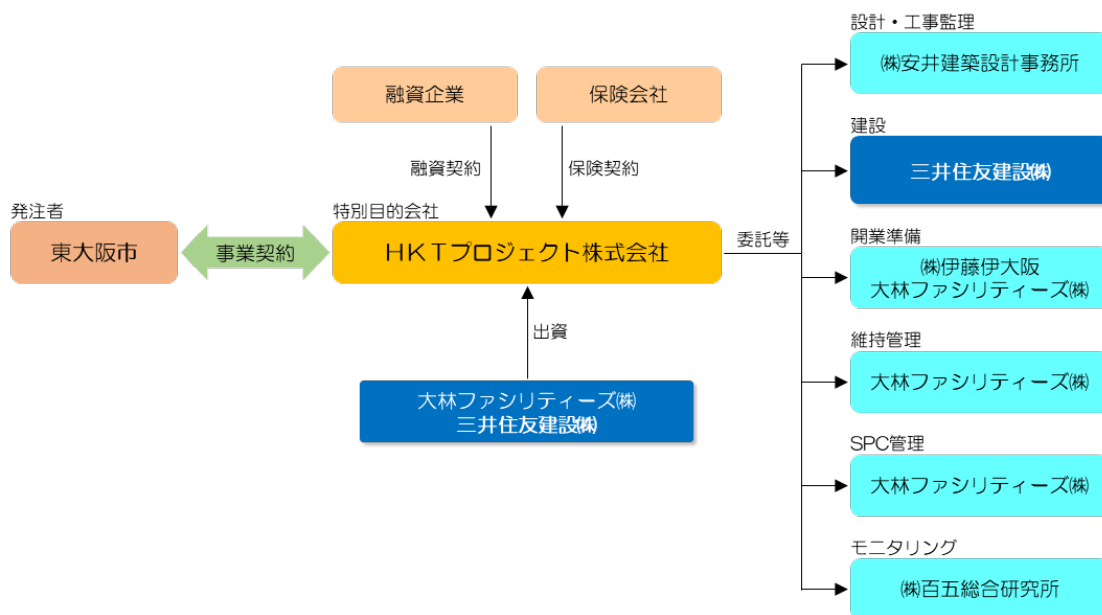 設計・工事監理
㈱安井建築設計事務所
融資企業
保険会社
建設
三井住友建設㈱
融資契約
保険契約
発注者
東大阪市
事業契約
特別目的会社
HKTプロジェクト株式会社
委託等
開業準備
㈱伊藤伊大阪
大林ファシリティーズ㈱
出資
維持管理
大林ファシリティーズ㈱
大林ファシリティーズ㈱
三井住友建設㈱
SPC管理
大林ファシリティーズ㈱
モニタリング
㈱百五総合研究所